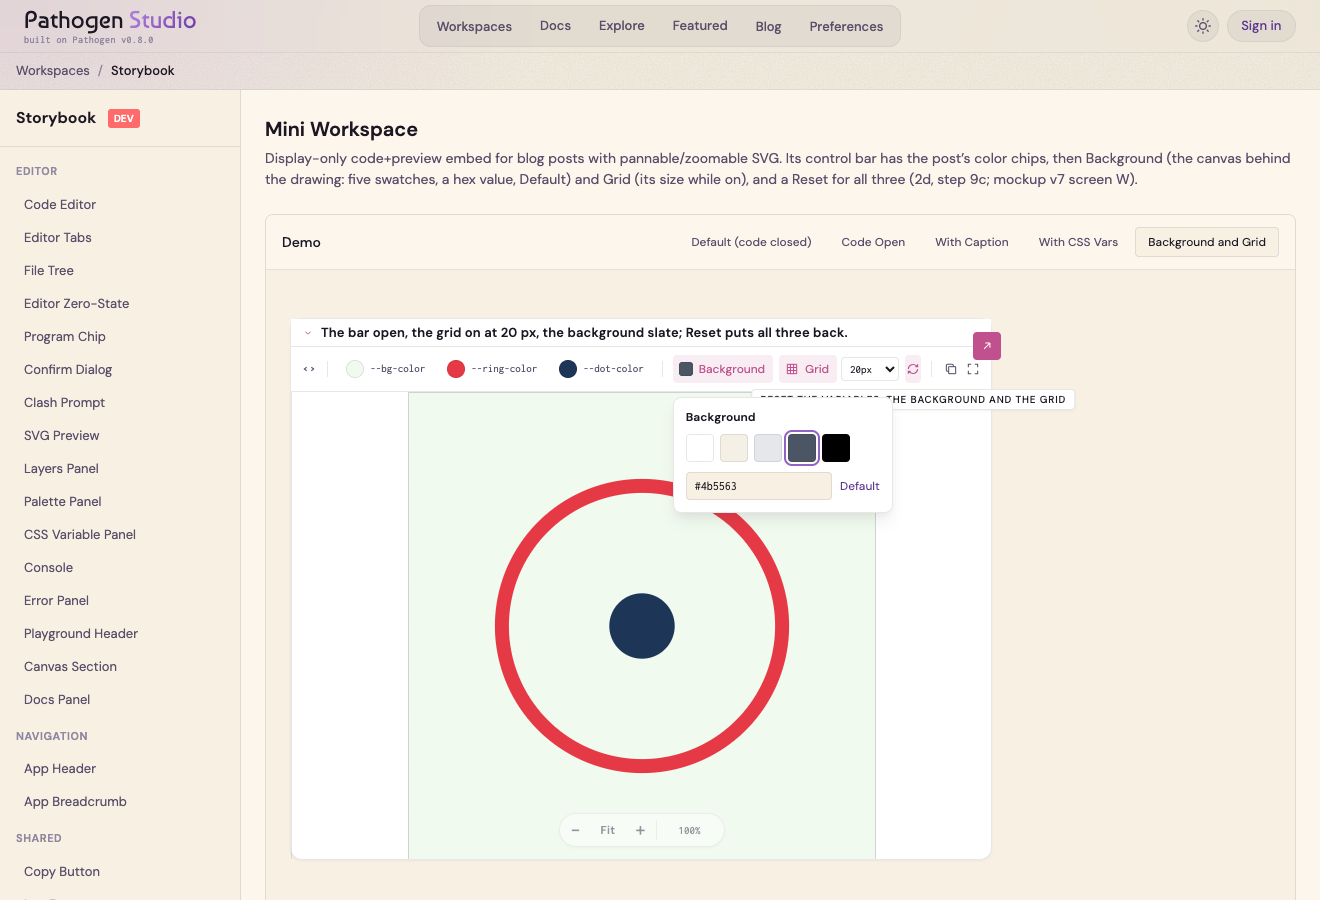 Pathogen Studio
built on Pathogen v0.8.0
Workspaces
Docs
Explore
Featured
Blog
Preferences
Sign in
Workspaces / Storybook
Storybook
DEV
EDITOR
Code Editor
Editor Tabs
File Tree
Editor Zero-State
Program Chip
Confirm Dialog
Clash Prompt
SVG Preview
Layers Panel
Palette Panel
CSS Variable Panel
Console
Error Panel
Playground Header
Canvas Section
Docs Panel
NAVIGATION
App Header
App Breadcrumb
SHARED
Copy Button
Mini Workspace
Display-only code+preview embed for blog posts with pannable/zoomable SVG. Its control bar has the post's color chips, then Background (the canvas behind
the drawing: five swatches, a hex value, Default) and Grid (its size while on), and a Reset for all three (2d, step 9c; mockup v7 screen W).
Demo
Default (code closed)
Code Open
With Caption
With CSS Vars
Background and Grid
The bar open, the grid on at 20 px, the background slate; Reset puts all three back.
--bg-color
--ring-color
--dot-color
Background
Grid
20px
THE BACKGROUND AND THE GRID
Background
#4b5563
Default
− Fit + 100%